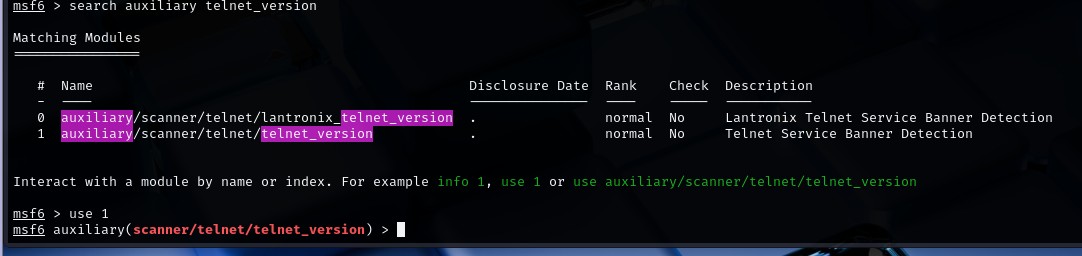 msf6 > search auxiliary telnet_version
Matching Modules
================
# Name Disclosure Date Rank Check Description
- ---- --------------- ---- ----- -----------
0 auxiliary/scanner/telnet/lantronix_telnet_version . normal No Lantronix Telnet Service Banner Detection
1 auxiliary/scanner/telnet/telnet_version . normal No Telnet Service Banner Detection
Interact with a module by name or index. For example info 1, use 1 or use auxiliary/scanner/telnet/telnet_version
msf6 > use 1
msf6 auxiliary(scanner/telnet/telnet_version) >